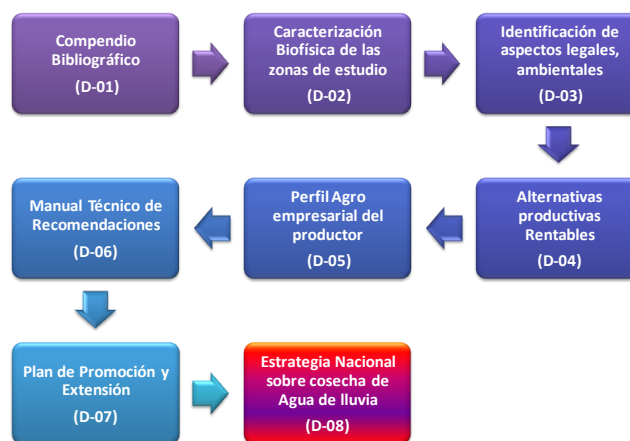 Compendio
Bibliográfico
(D-01)
Caracterización
Biofísica de las
zonas de estudio
(D-02)
Identificación de
aspectos legales,
ambientales
(D-03)
Alternativas
productivas
Rentables
(D-04)
Perfil Agro
empresarial del
productor
(D-05)
Manual Técnico de
Recomendaciones
(D-06)
Plan de Promoción y
Extensión
(D-07)
Estrategia Nacional
sobre cosecha de
Agua de lluvia
(D-08)